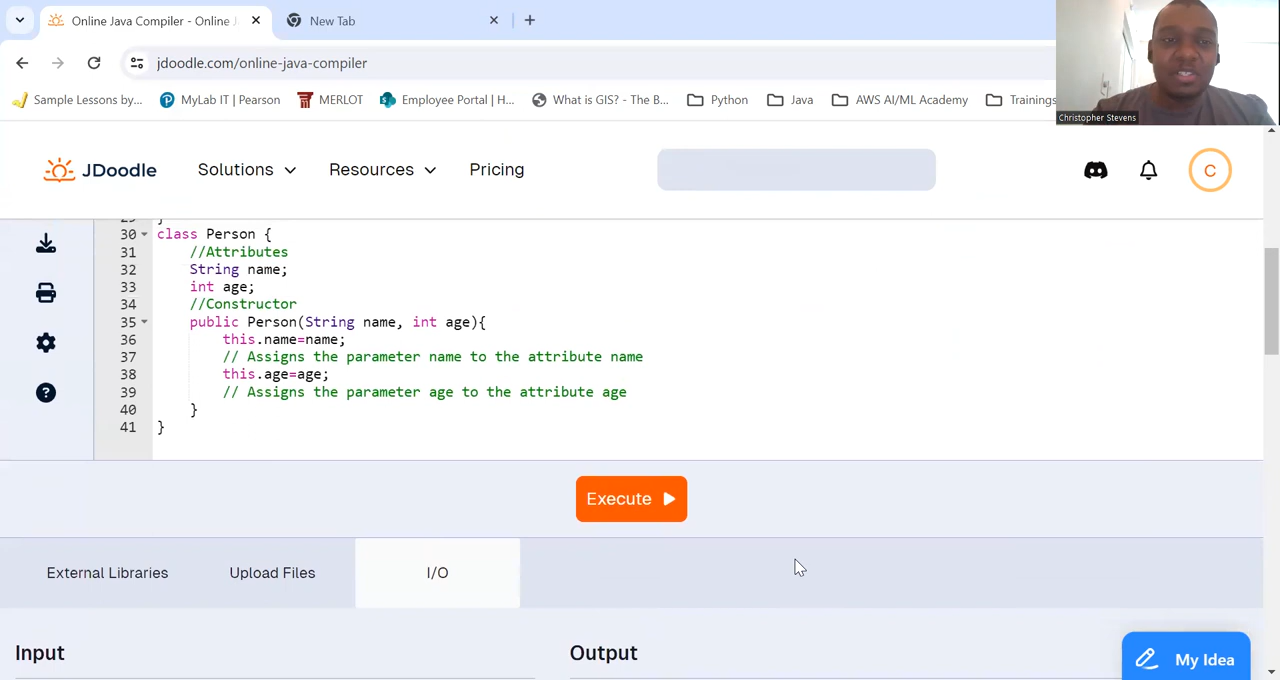 Online Java Compiler - Online J
New Tab
jdoodle.com/online-java-compiler
Sample Lessons by...
MyLab IT | Pearson
MERLOT
Employee Portal | H...
What is GIS? - The B...
Python
Java
AWS AI/ML Academy
Trainings
Christopher Stevens
JDoodle
Solutions
Resources
Pricing
C
29 }
30 class Person {
31 //Attributes
32 String name;
33 int age;
34 //Constructor
35 public Person(String name, int age){
36 this.name=name;
37 // Assigns the parameter name to the attribute name
38 this.age=age;
39 // Assigns the parameter age to the attribute age
40 }
41 }
Execute
External Libraries
Upload Files
I/O
Input
Output
My Idea